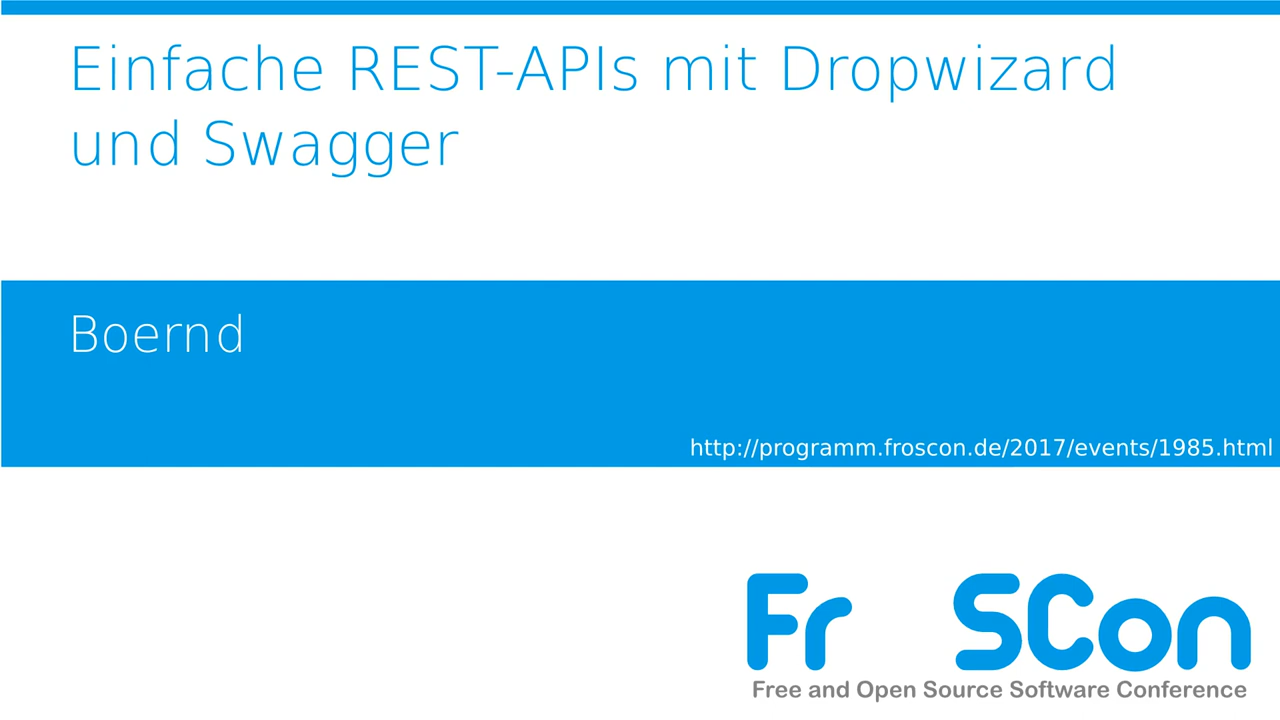 Einfache REST-APIs mit Dropwizard
und Swagger
Boernd
http://programm.froscon.de/2017/events/1985.html
Fr SCon
Free and Open Source Software Conference